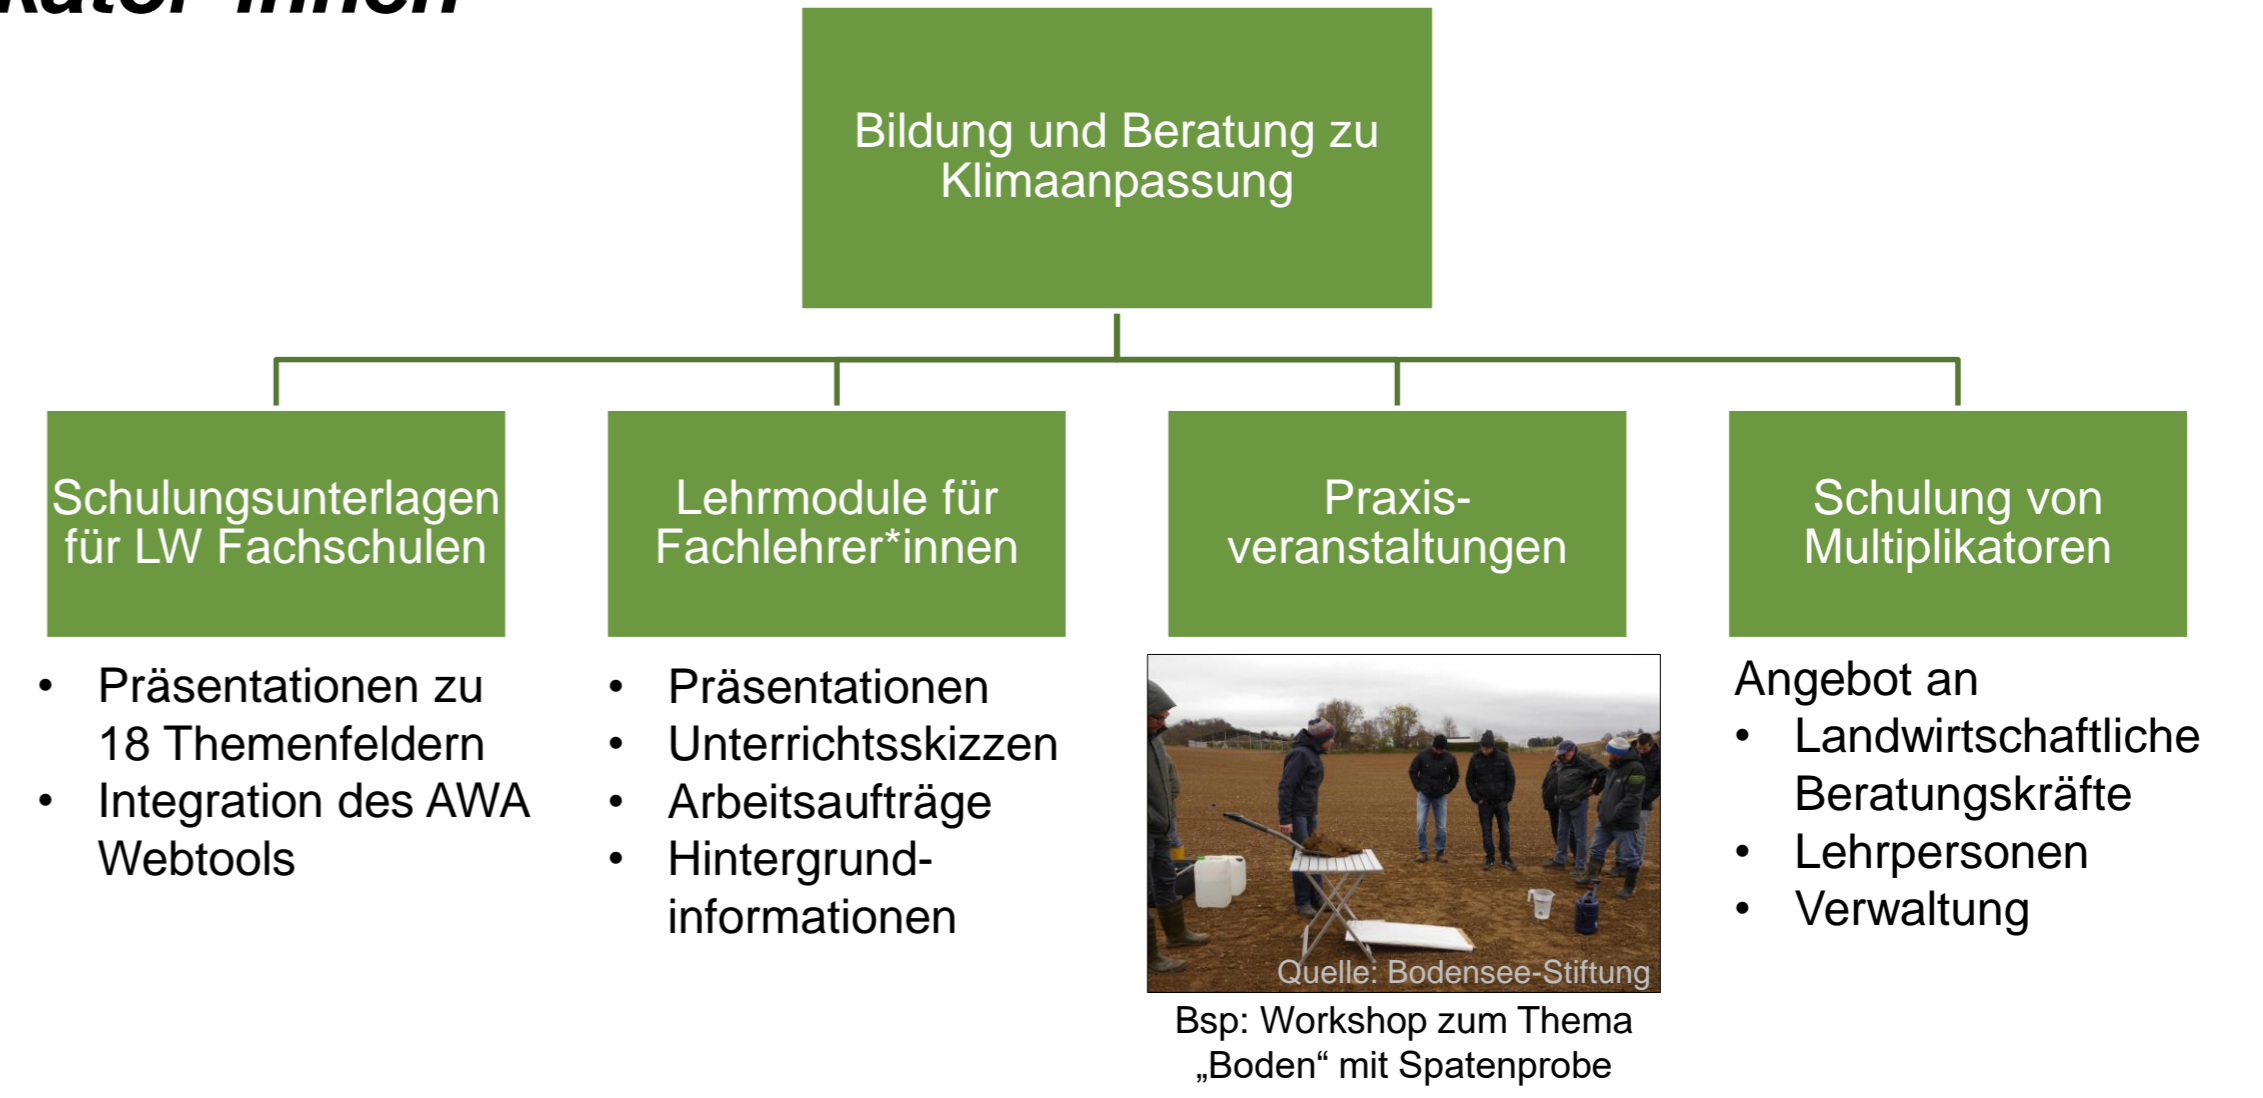 Bildung und Beratung zu
Klimaanpassung
Schulungsunterlagen
für LW Fachschulen
• Präsentationen zu
18 Themenfeldern
• Integration des AWA
Webtools
Lehrmodule für
Fachlehrer*innen
• Präsentationen
• Unterrichtsskizzen
• Arbeitsaufträge
• Hintergrund-
informationen
Praxis-
veranstaltungen
Quelle: Bodensee-Stiftung
Bsp: Workshop zum Thema
„Boden“ mit Spatenprobe
Schulung von
Multiplikatoren
Angebot an
• Landwirtschaftliche
Beratungskräfte
• Lehrpersonen
• Verwaltung